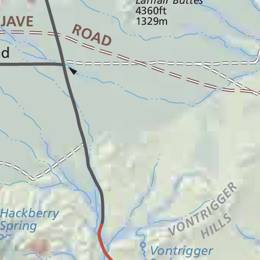 Lanfair Buttes
4360ft
1329m
JAVE ROAD
d
VONTRIGGER
HILLS
Hackberry
Spring
Vontrigger